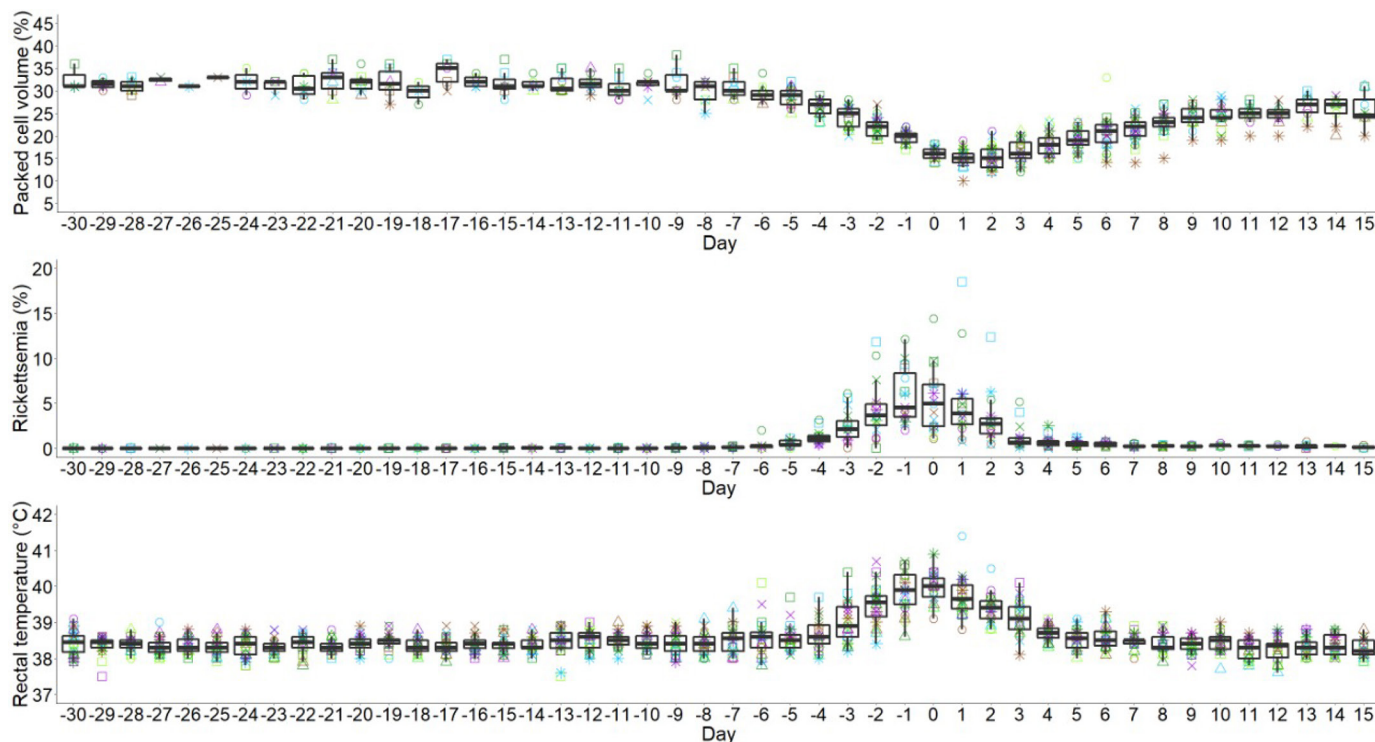 Packed cell volume (%)
45
40
35
30
25
20
15
10
5
-30 -29 -28 -27 -26 -25 -24 -23 -22 -21 -20 -19 -18 -17 -16 -15 -14 -13 -12 -11 -10 -9 -8 -7 -6 -5 -4 -3 -2 -1 0 1 2 3 4 5 6 7 8 9 10 11 12 13 14 15
Day
Rickettsemia (%)
20
15
10
5
0
-30 -29 -28 -27 -26 -25 -24 -23 -22 -21 -20 -19 -18 -17 -16 -15 -14 -13 -12 -11 -10 -9 -8 -7 -6 -5 -4 -3 -2 -1 0 1 2 3 4 5 6 7 8 9 10 11 12 13 14 15
Day
Rectal temperature (°C)
42
41
40
39
38
37
-30 -29 -28 -27 -26 -25 -24 -23 -22 -21 -20 -19 -18 -17 -16 -15 -14 -13 -12 -11 -10 -9 -8 -7 -6 -5 -4 -3 -2 -1 0 1 2 3 4 5 6 7 8 9 10 11 12 13 14 15
Day